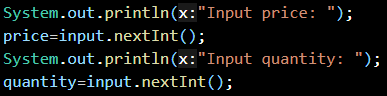 System.out.println(x:"Input price: ");
price=input.nextInt();
System.out.println(x:"Input quantity: ");
quantity=input.nextInt();